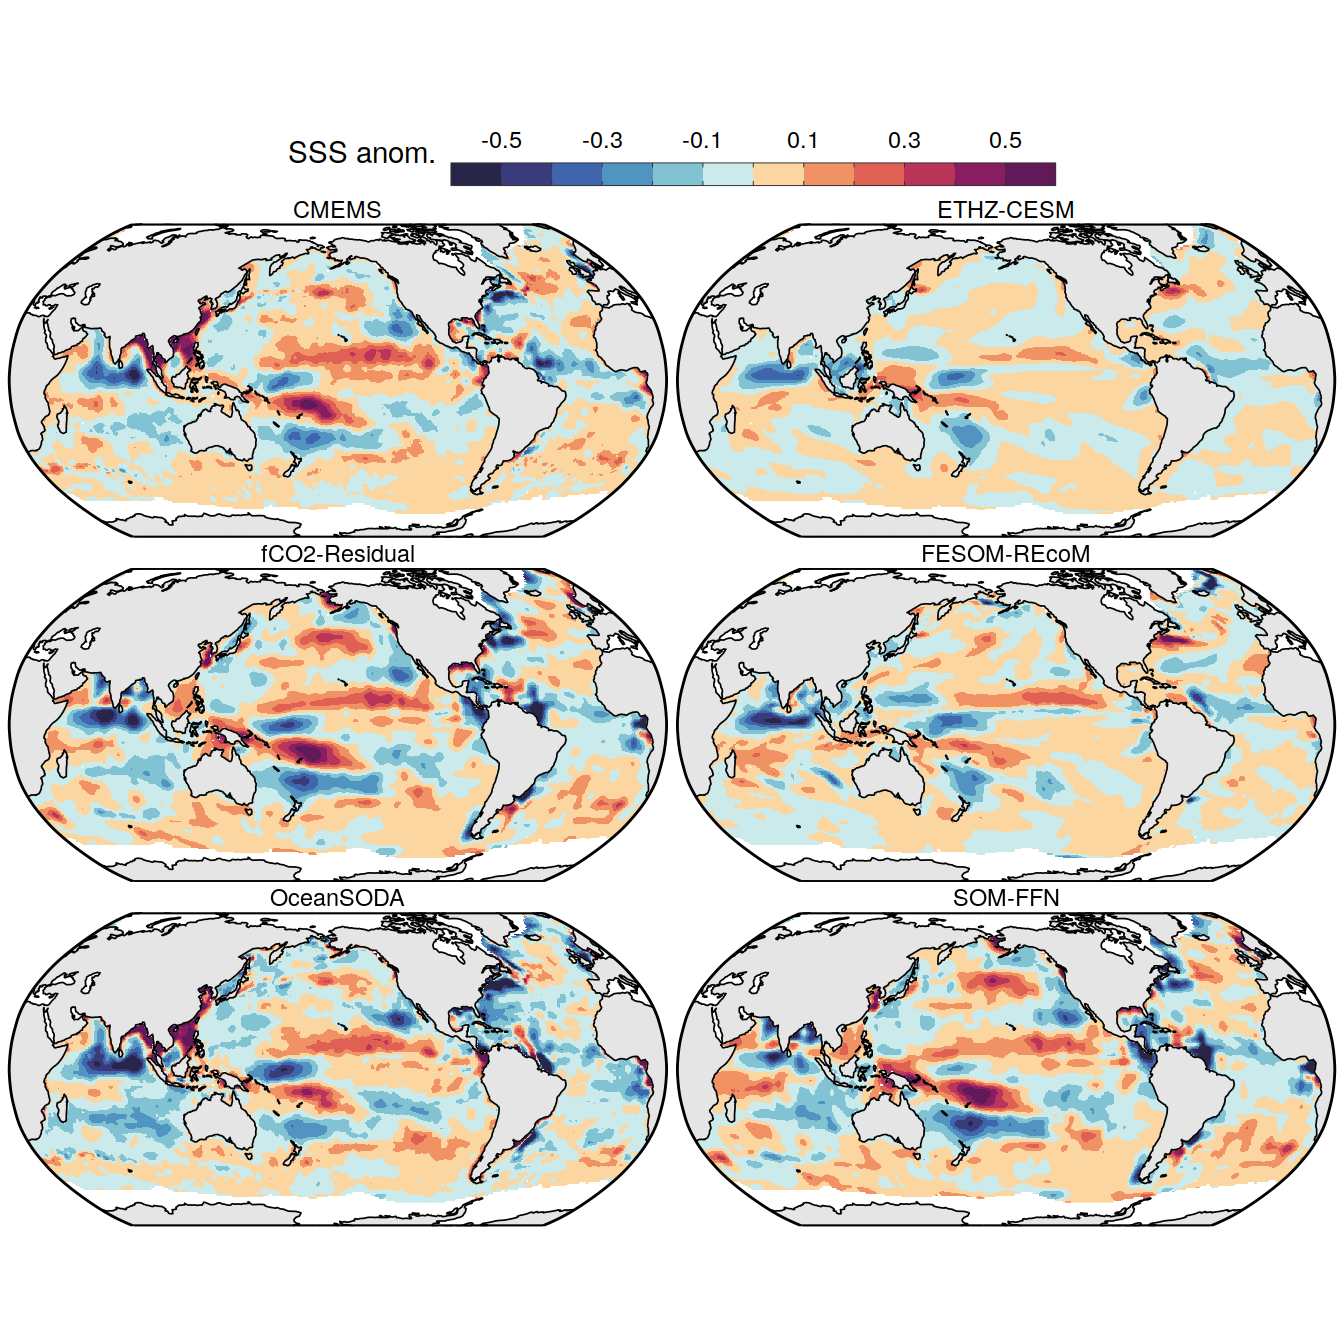 SSS anom.
-0.5 -0.3 -0.1 0.1 0.3 0.5
CMEMS
ETHZ-CESM
fCO2-Residual
FESOM-REcoM
OceanSODA
SOM-FFN